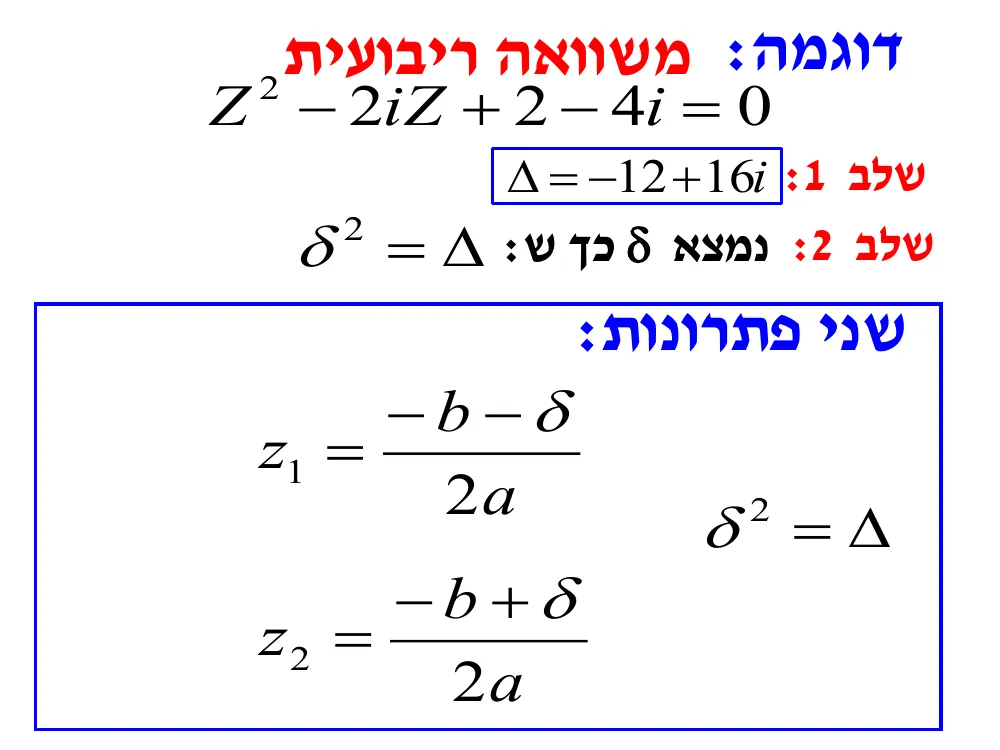 דוגמה: משוואה ריבועית
Z² − 2iZ + 2 − 4i = 0
שלב 1: Δ = −12 + 16i
שלב 2: נמצא δ כך ש: δ² = Δ
שני פתרונות:
z₁ = (−b − δ) / 2a
δ² = Δ
z₂ = (−b + δ) / 2a